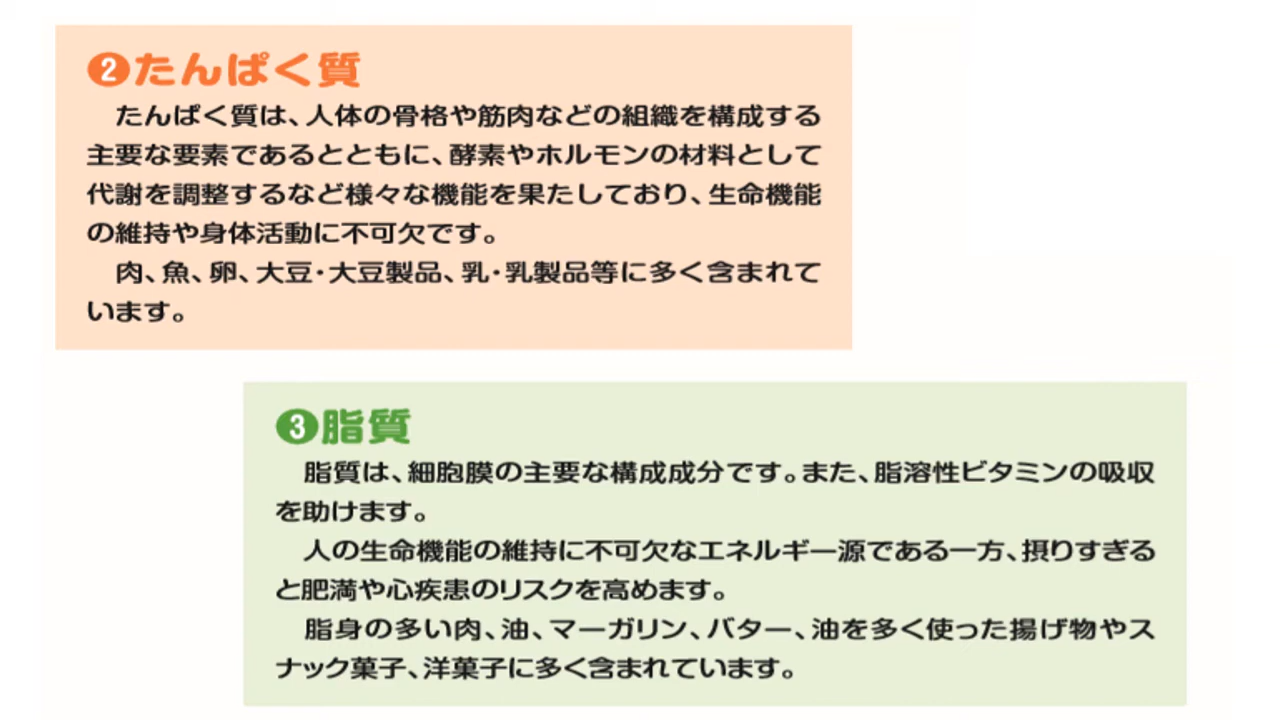 ❷たんぱく質
たんぱく質は、人体の骨格や筋肉などの組織を構成する
主要な要素であるとともに、酵素やホルモンの材料として
代謝を調整するなど様々な機能を果たしており、生命機能
の維持や身体活動に不可欠です。
肉、魚、卵、大豆・大豆製品、乳・乳製品等に多く含まれて
います。
❸脂質
脂質は、細胞膜の主要な構成成分です。また、脂溶性ビタミンの吸収
を助けます。
人の生命機能の維持に不可欠なエネルギー源である一方、摂りすぎる
と肥満や心疾患のリスクを高めます。
脂身の多い肉、油、マーガリン、バター、油を多く使った揚げ物やス
ナック菓子、洋菓子に多く含まれています。